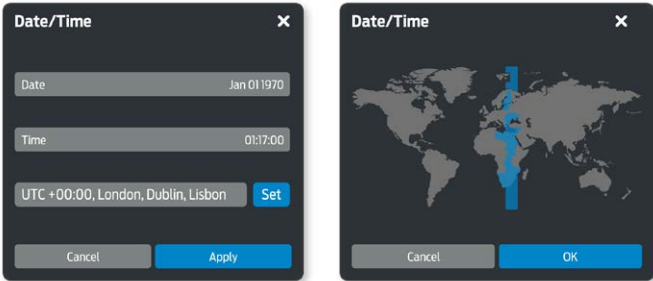 Date/Time
Date Jan 01 1970
Time 01:17:00
UTC +00:00, London, Dublin, Lisbon Set
Cancel Apply
Date/Time
Cancel OK